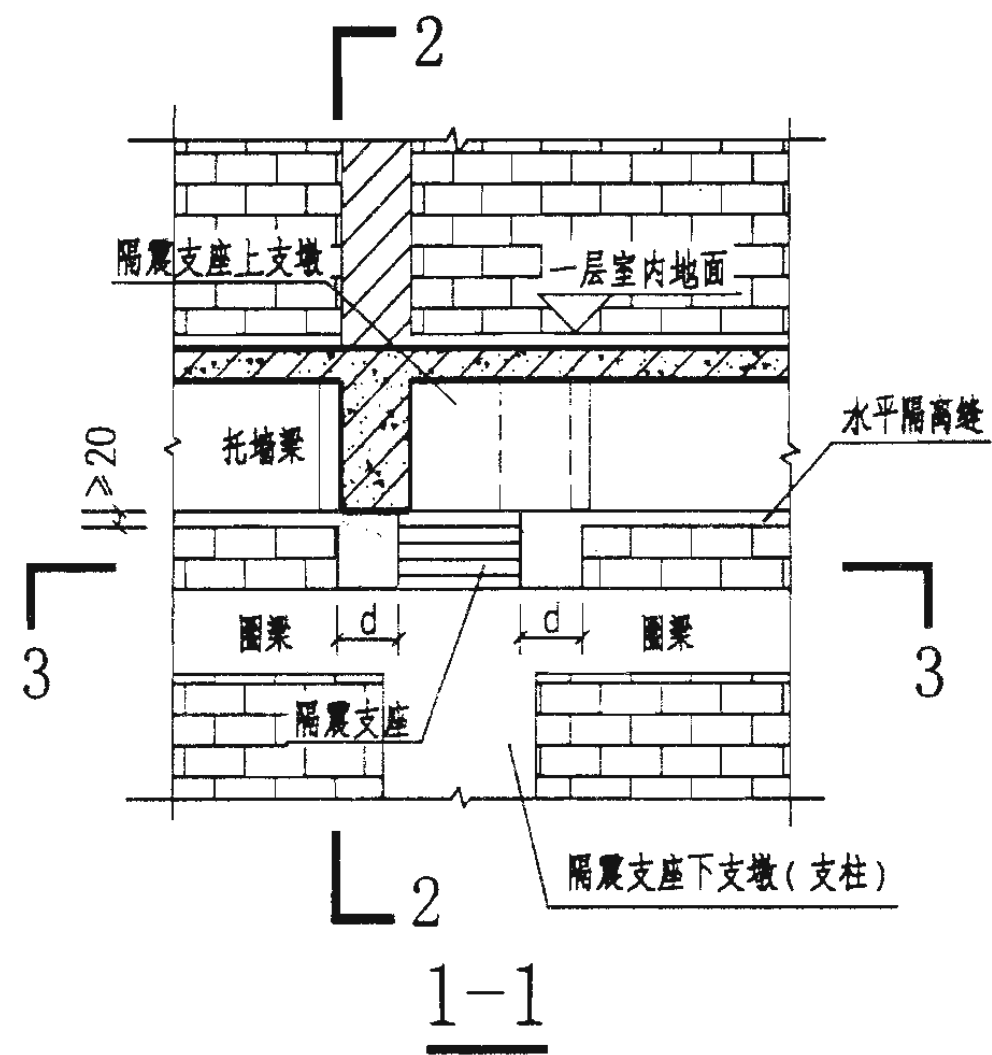 2
隔震支座上支墩
一层室内地面
水平隔离缝
托墙梁
≥20
3
圈梁
d
d
圈梁
3
隔震支座
隔震支座下支墩(支柱)
2
1-1